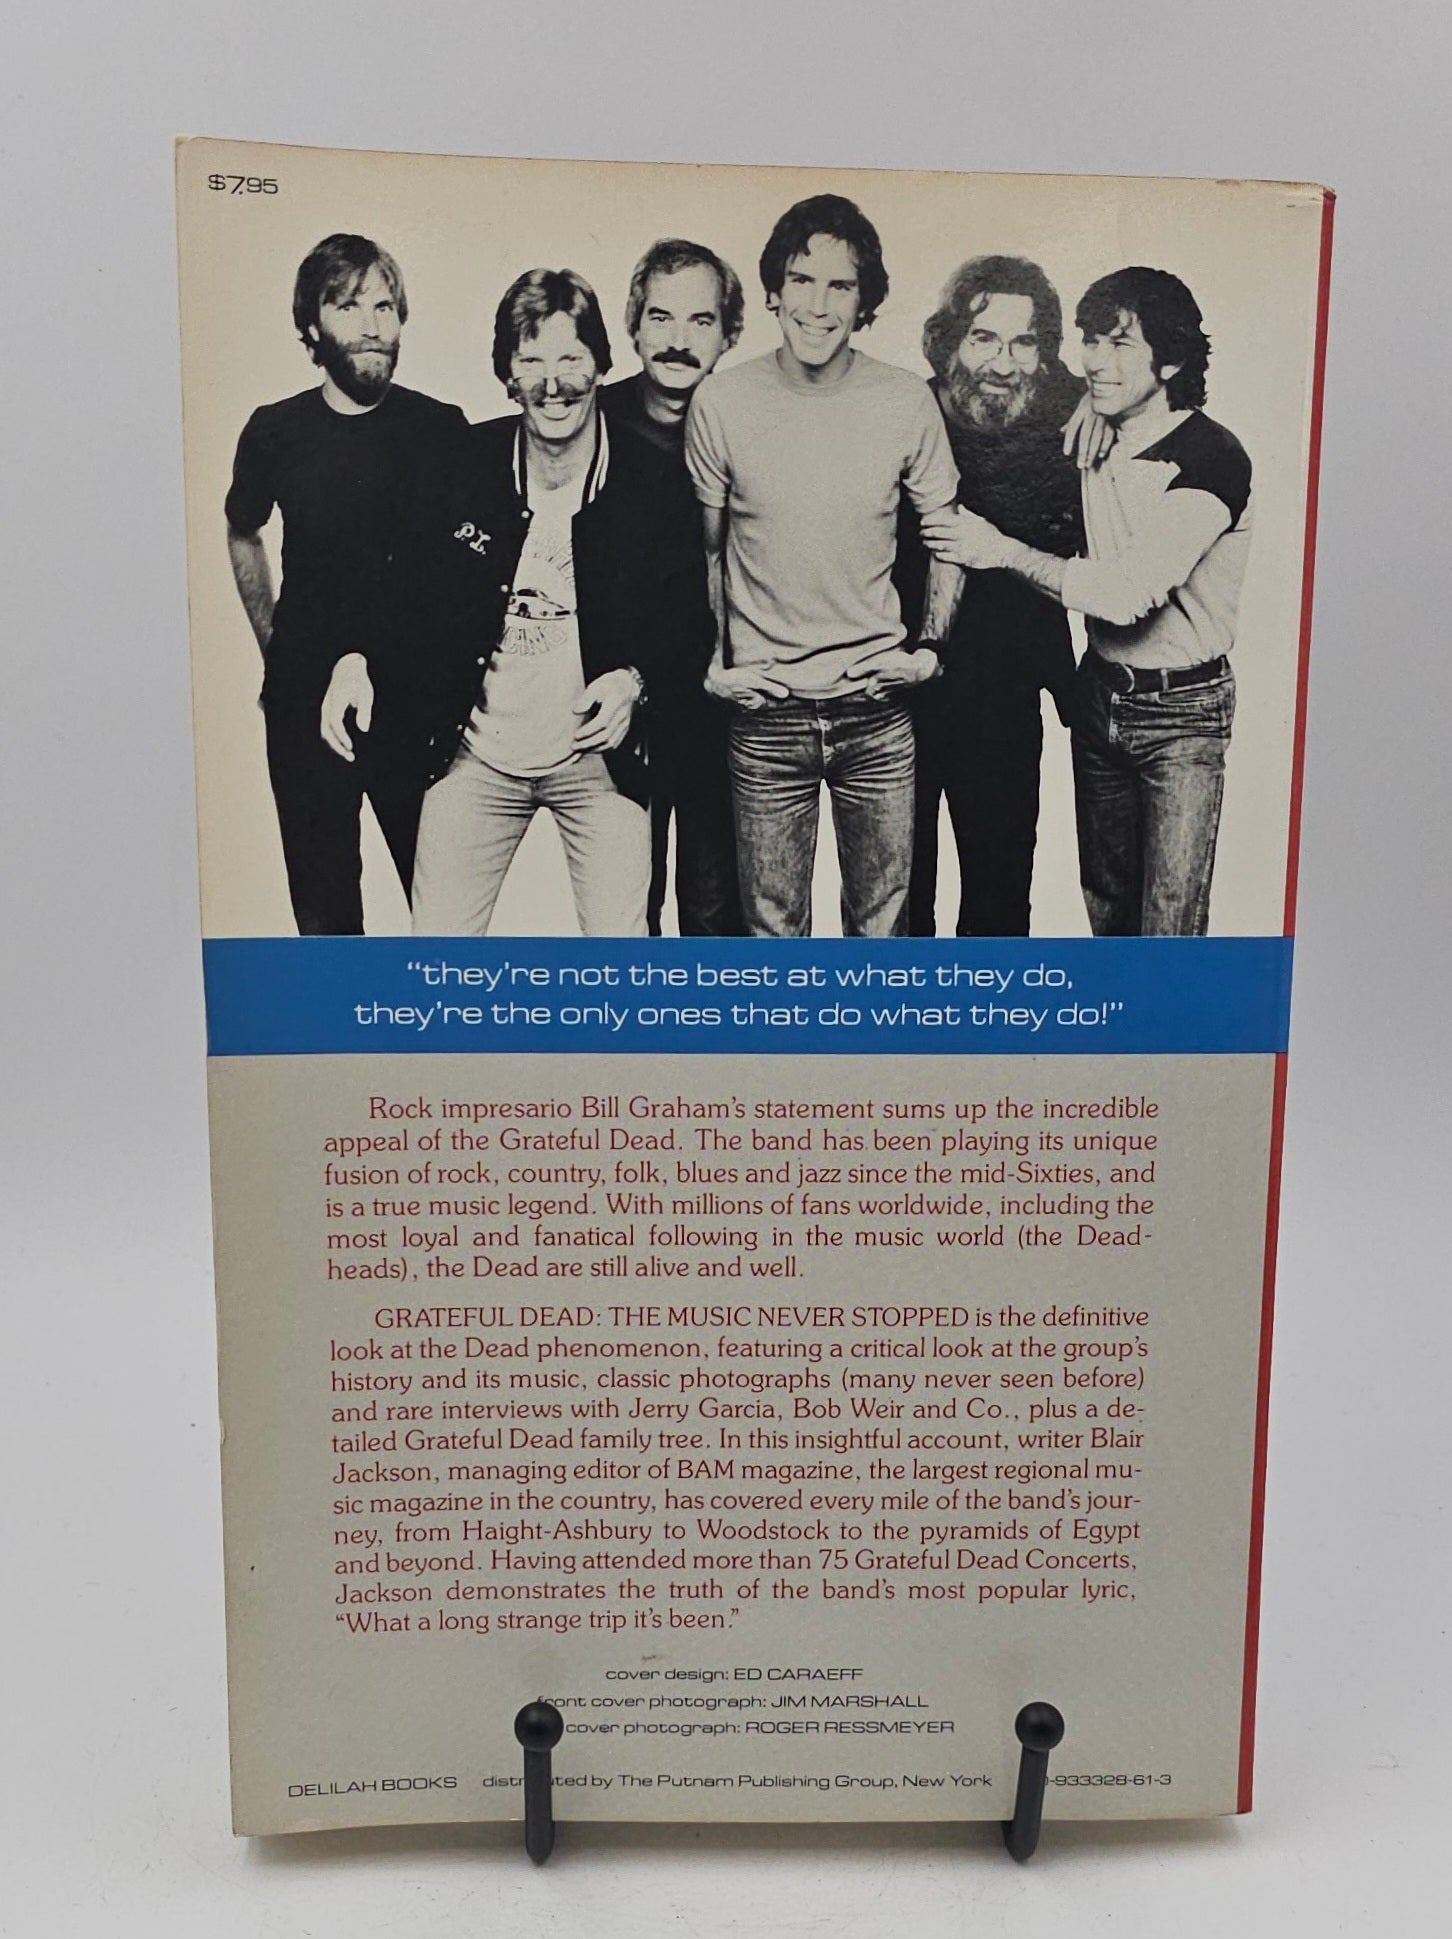 $7.95
P.L.
"they're not the best at what they do,
they're the only ones that do what they do!"
Rock impresario Bill Graham's statement sums up the incredible
appeal of the Grateful Dead. The band has been playing its unique
fusion of rock, country, folk, blues and jazz since the mid-Sixties, and
is a true music legend. With millions of fans worldwide, including the
most loyal and fanatical following in the music world (the Dead-
heads), the Dead are still alive and well.
GRATEFUL DEAD: THE MUSIC NEVER STOPPED is the definitive
look at the Dead phenomenon, featuring a critical look at the group's
history and its music, classic photographs (many never seen before)
and rare interviews with Jerry Garcia, Bob Weir and Co., plus a de-
tailed Grateful Dead family tree. In this insightful account, writer Blair
Jackson, managing editor of BAM magazine, the largest regional mu-
sic magazine in the country, has covered every mile of the band's jour-
ney, from Haight-Ashbury to Woodstock to the pyramids of Egypt
and beyond. Having attended more than 75 Grateful Dead Concerts,
Jackson demonstrates the truth of the band's most popular lyric,
"What a long strange trip it's been."
cover design: ED CARAEFF
front cover photograph: JIM MARSHALL
cover photograph: ROGER RESSMEYER
DELILAH BOOKS distributed by The Putnam Publishing Group, New York -933328-61-3